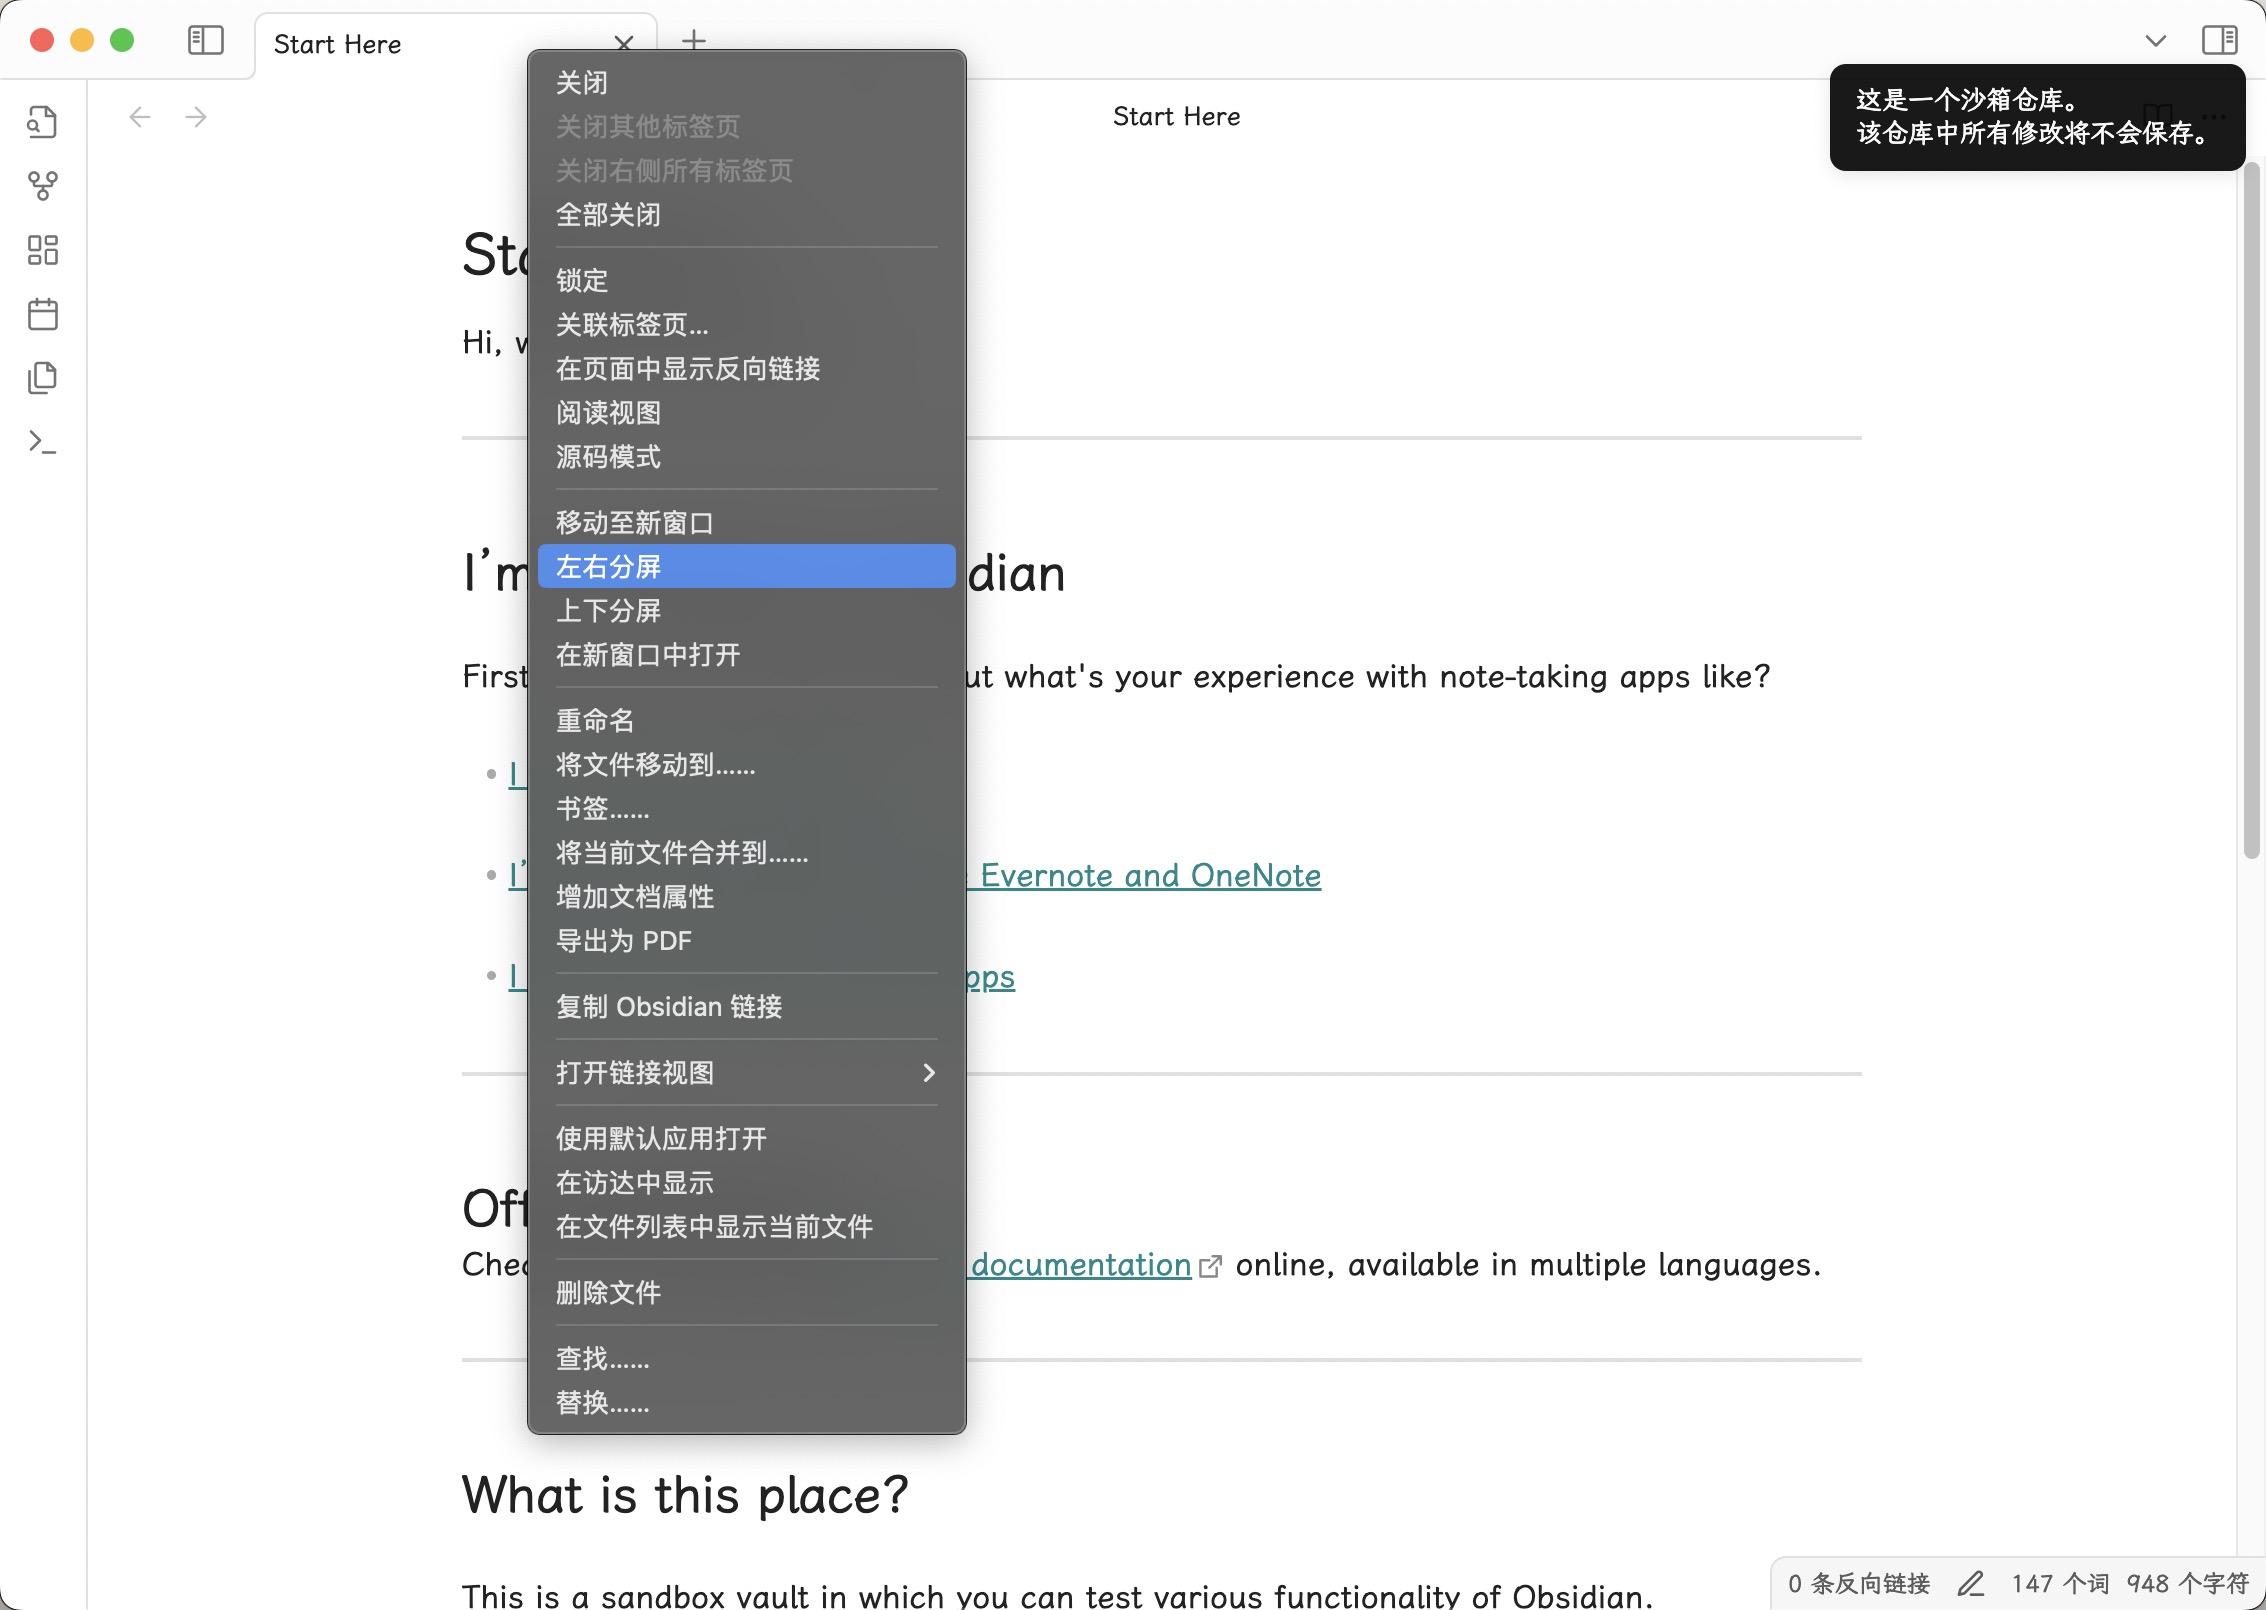 Start Here
Start Here
这是一个沙箱仓库。
该仓库中所有修改将不会保存。
关闭
关闭其他标签页
关闭右侧所有标签页
全部关闭
锁定
关联标签页...
在页面中显示反向链接
阅读视图
源码模式
移动至新窗口
左右分屏
上下分屏
在新窗口中打开
重命名
将文件移动到......
书签......
将当前文件合并到......
增加文档属性
导出为 PDF
复制 Obsidian 链接
打开链接视图
使用默认应用打开
在访达中显示
在文件列表中显示当前文件
删除文件
查找......
替换......
Hi,
I’m
First what's your experience with note-taking apps like?
Evernote and OneNote
documentation online, available in multiple languages.
What is this place?
This is a sandbox vault in which you can test various functionality of Obsidian.
0 条反向链接 147 个词 948 个字符